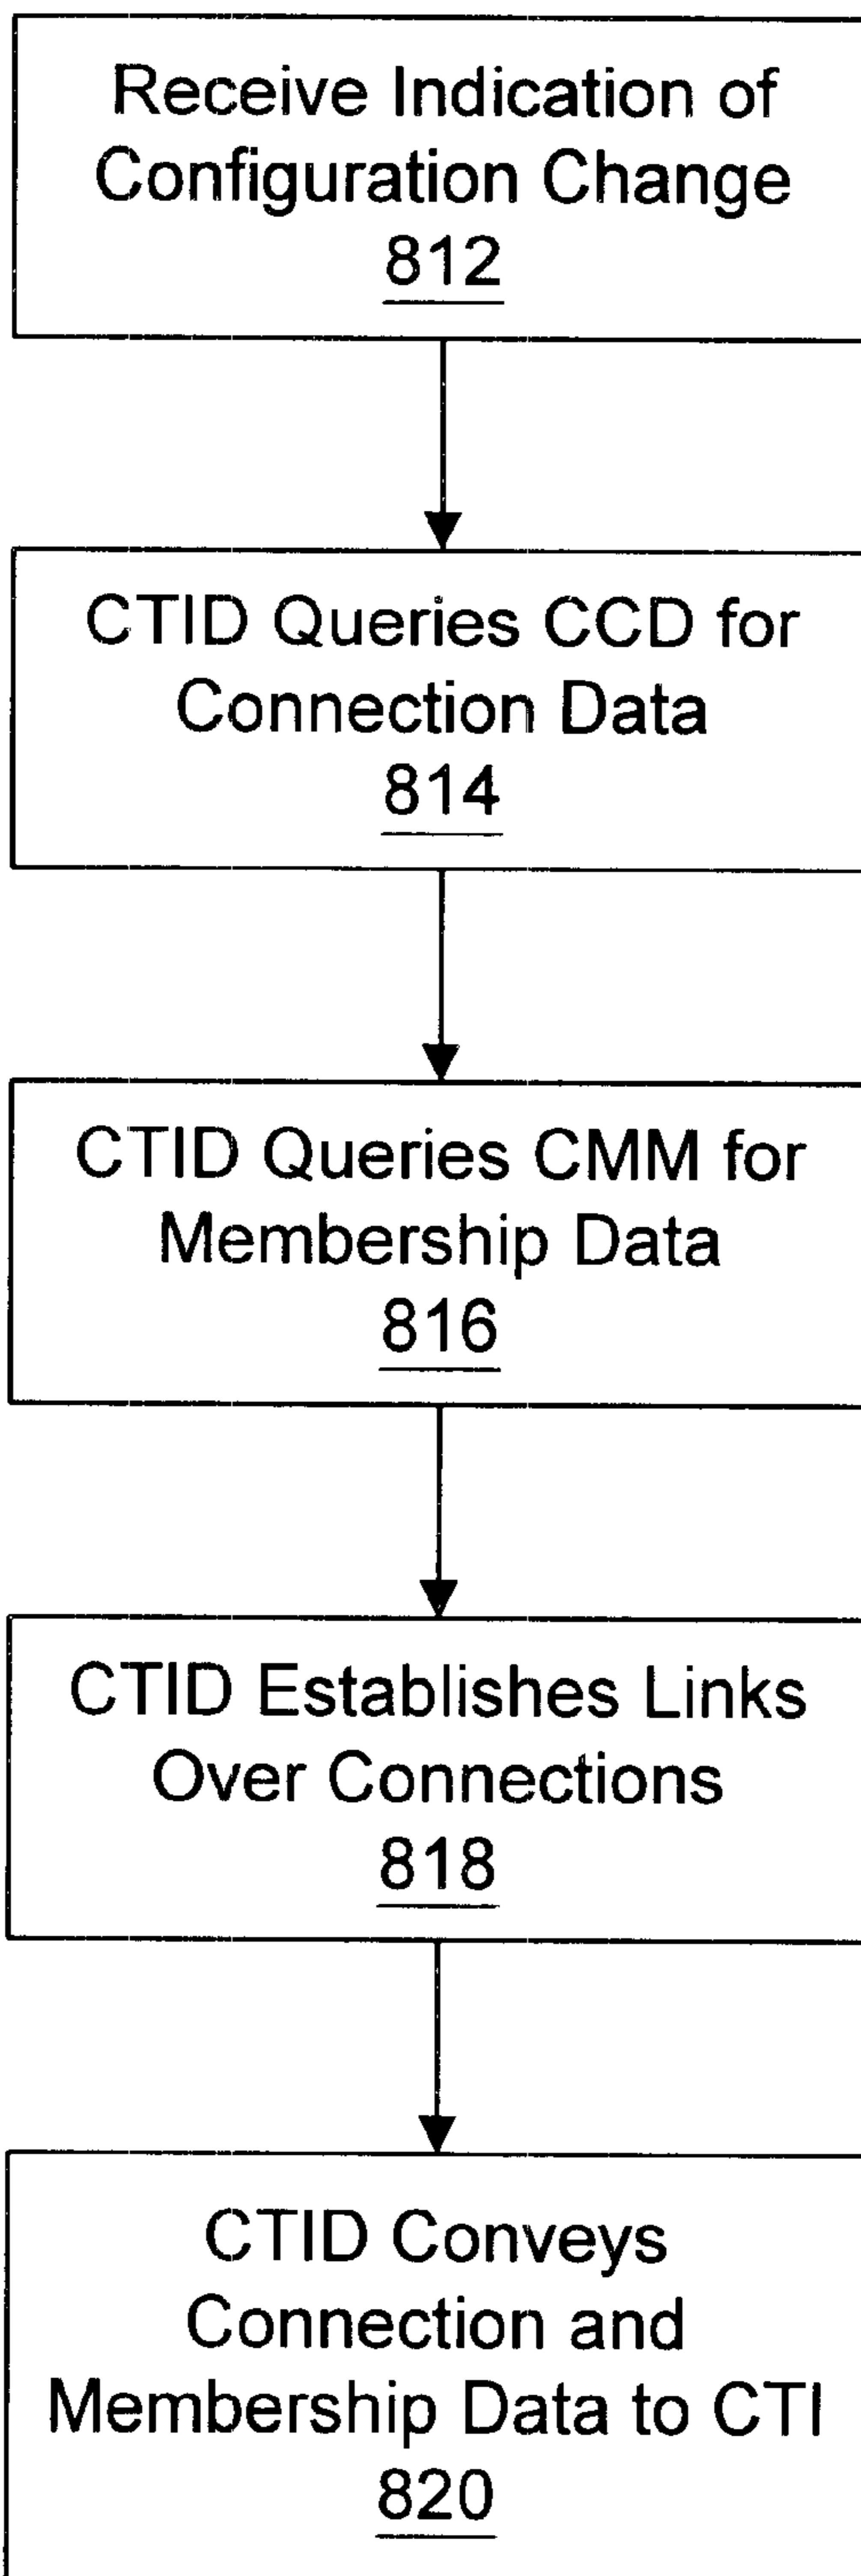 Receive Indication of
Configuration Change
812
CTID Queries CCD for
Connection Data
814
CTID Queries CMM for
Membership Data
816
CTID Establishes Links
Over Connections
818
CTID Conveys
Connection and
Membership Data to CTI
820